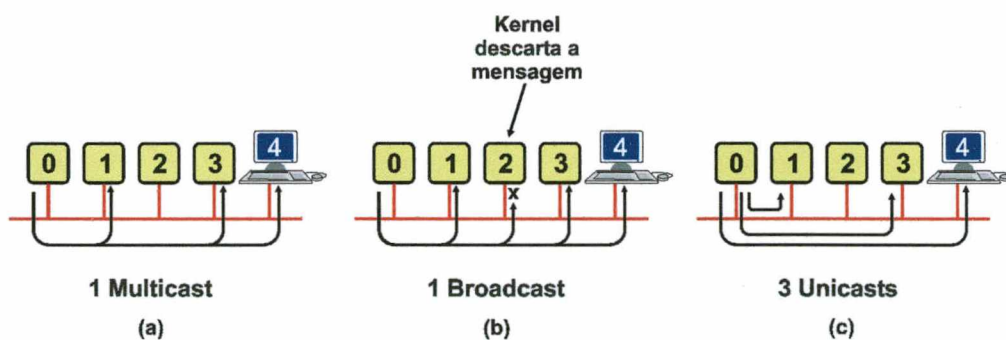 Kernel
descarta a
mensagem
0 1 2 3 4
0 1 2 3 4
x
0 1 2 3 4
1 Multicast
1 Broadcast
3 Unicasts
(a)
(b)
(c)